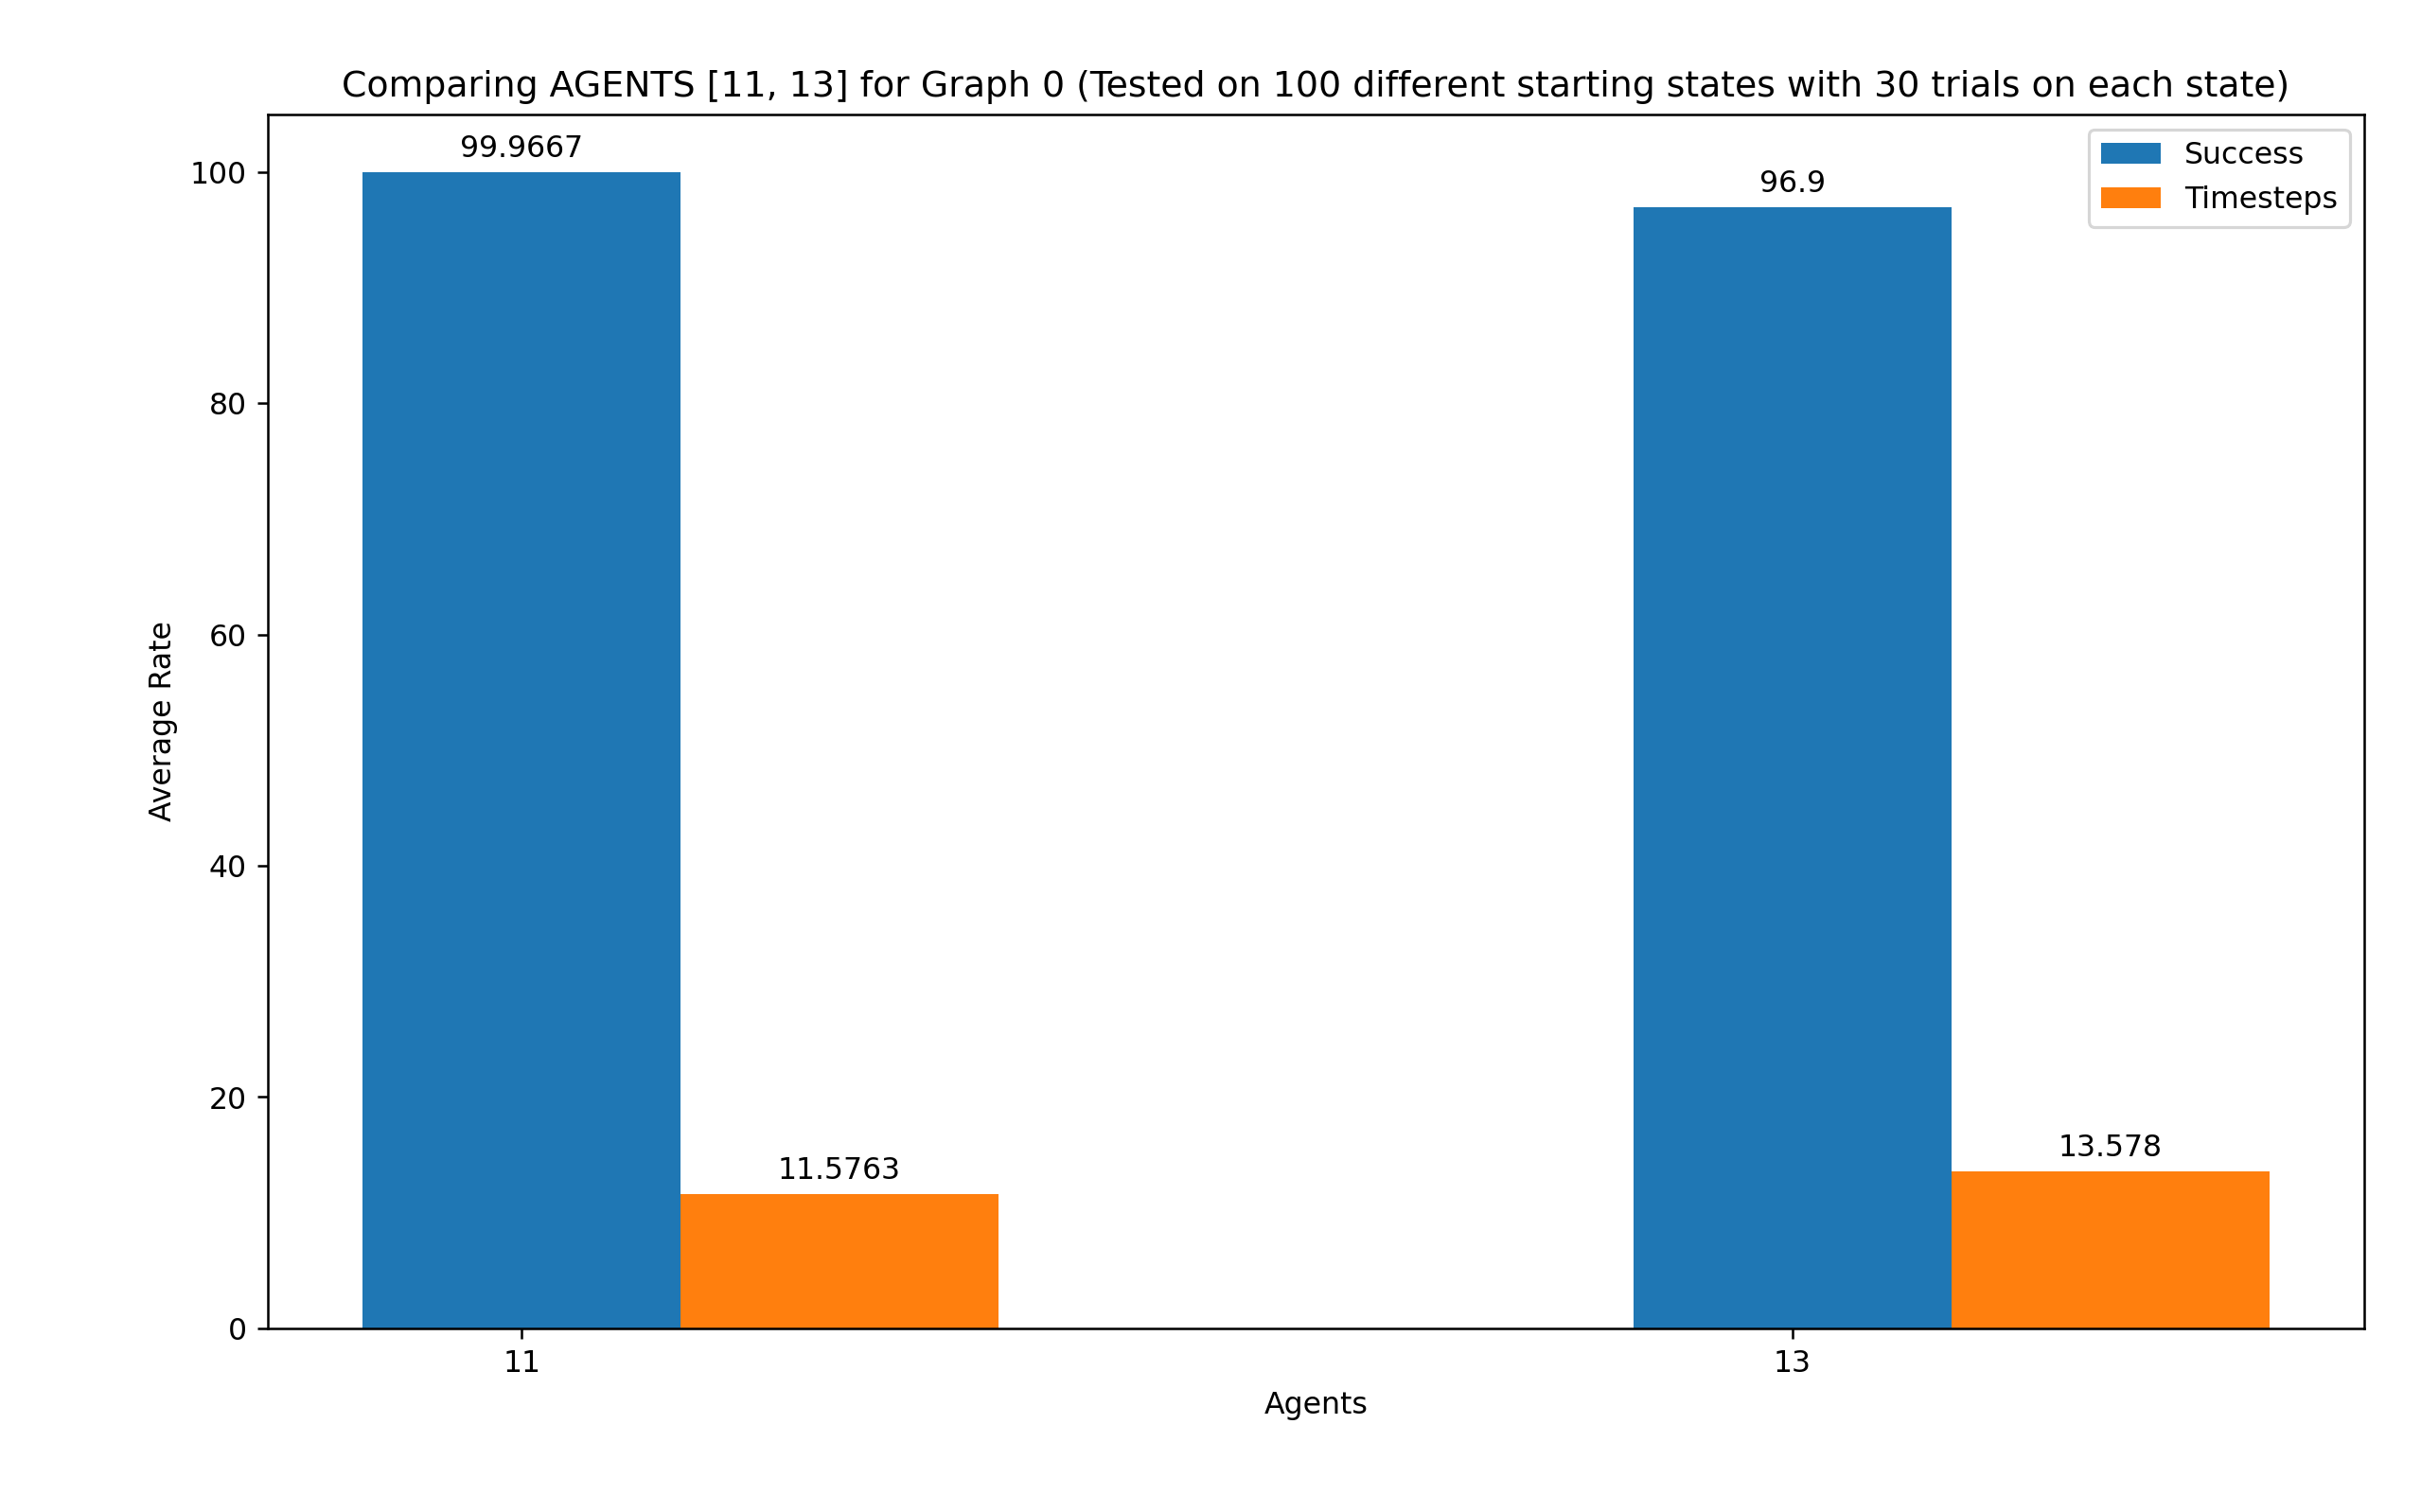 Comparing AGENTS [11, 13] for Graph 0 (Tested on 100 different starting states with 30 trials on each state)
99.9667
96.9
Success
Timesteps
100
80
60
40
20
0
Average Rate
11.5763
13.578
11
13
Agents